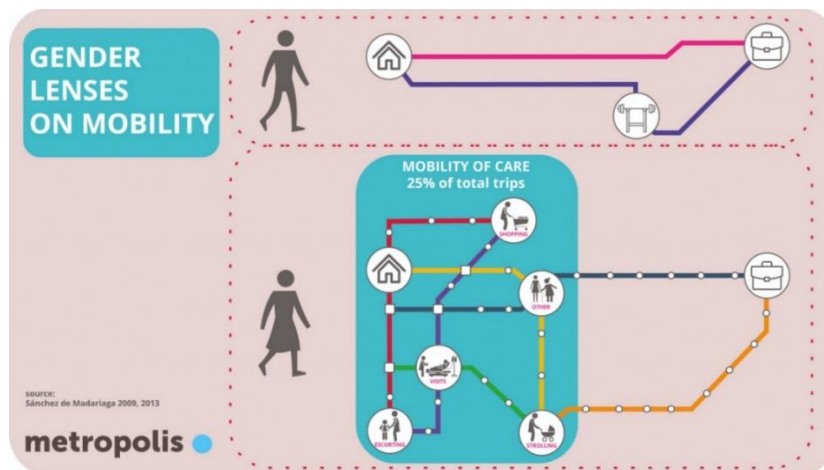 GENDER
LENSES
ON MOBILITY
MOBILITY OF CARE
25% of total trips
SHOPPING
OTHER
VISITS
ESCORTING
STROLLING
source:
Sánchez de Madariaga 2009, 2013
metropolis